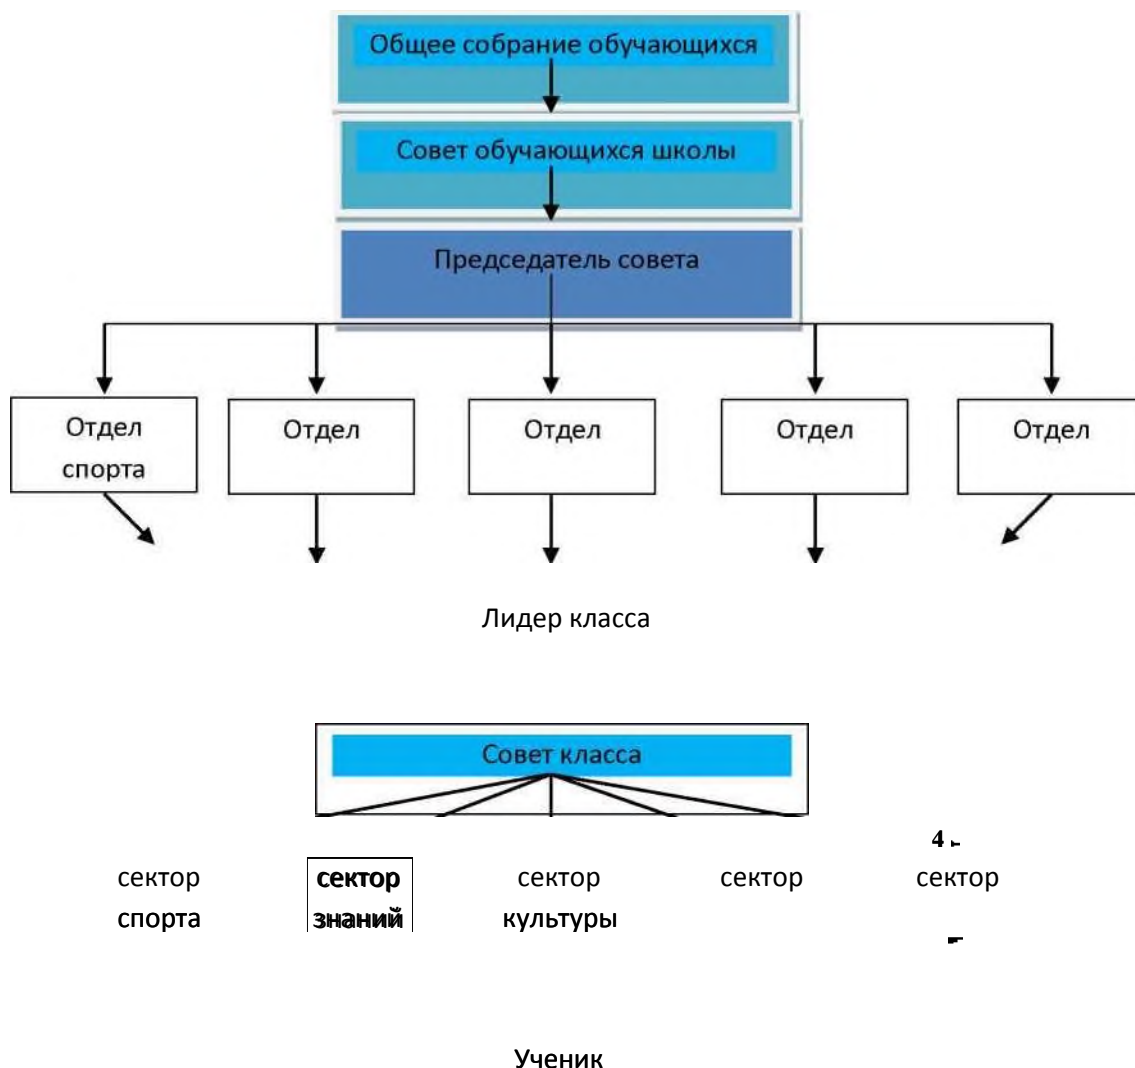 Общее собрание обучающихся
Совет обучающихся школы
Председатель совета
Отдел спорта
Отдел
Отдел
Отдел
Отдел
Лидер класса
Совет класса
4
сектор спорта
сектор знаний
сектор культуры
сектор
сектор
Ученик